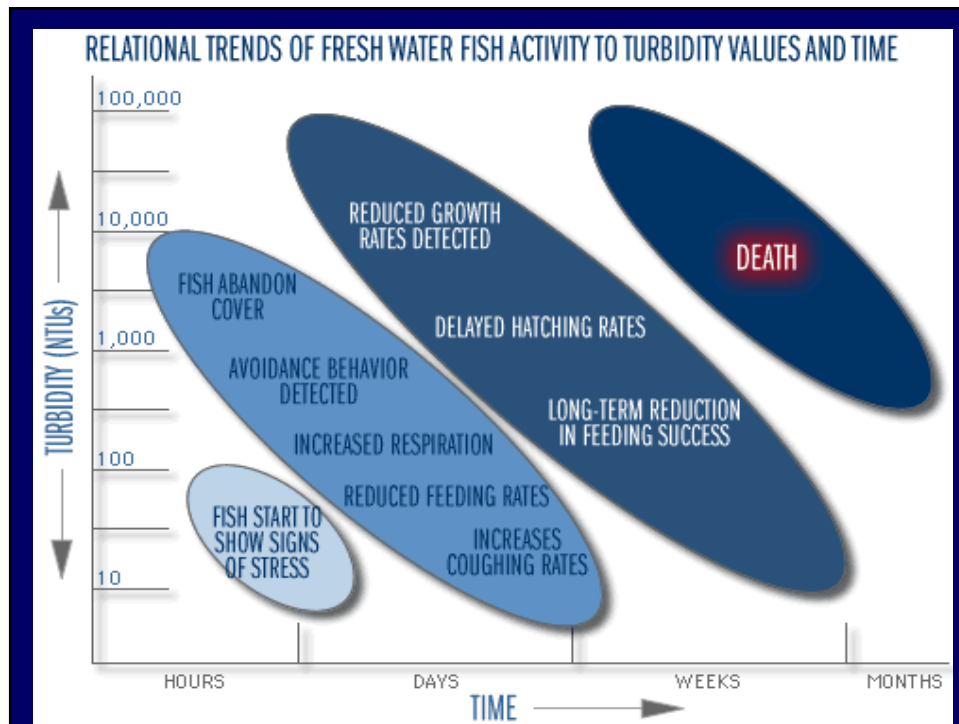 RELATIONAL TRENDS OF FRESH WATER FISH ACTIVITY TO TURBIDITY VALUES AND TIME
100,000
10,000
1,000
100
10
TURBIDITY (NTUs)
REDUCED GROWTH
RATES DETECTED
DEATH
FISH ABANDON
COVER
DELAYED HATCHING RATES
AVOIDANCE BEHAVIOR
DETECTED
LONG-TERM REDUCTION
IN FEEDING SUCCESS
INCREASED RESPIRATION
REDUCED FEEDING RATES
FISH START TO
SHOW SIGNS
OF STRESS
INCREASES
COUGHING RATES
HOURS
DAYS
WEEKS
MONTHS
TIME